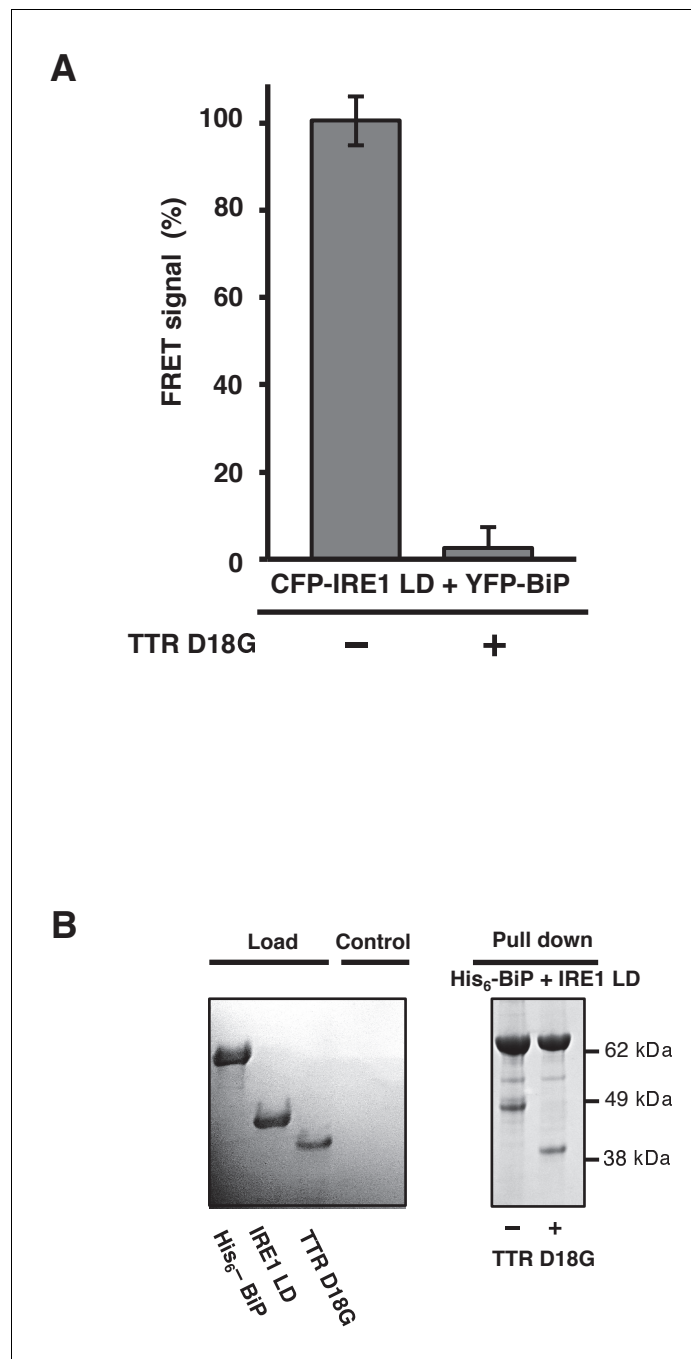 A
100
80
60
40
20
0
FRET signal (%)
CFP-IRE1 LD + YFP-BiP
TTR D18G − +
B
Load Control
Pull down
His6-BiP + IRE1 LD
62 kDa
49 kDa
38 kDa
His6– BiP
IRE1 LD
TTR D18G
− +
TTR D18G